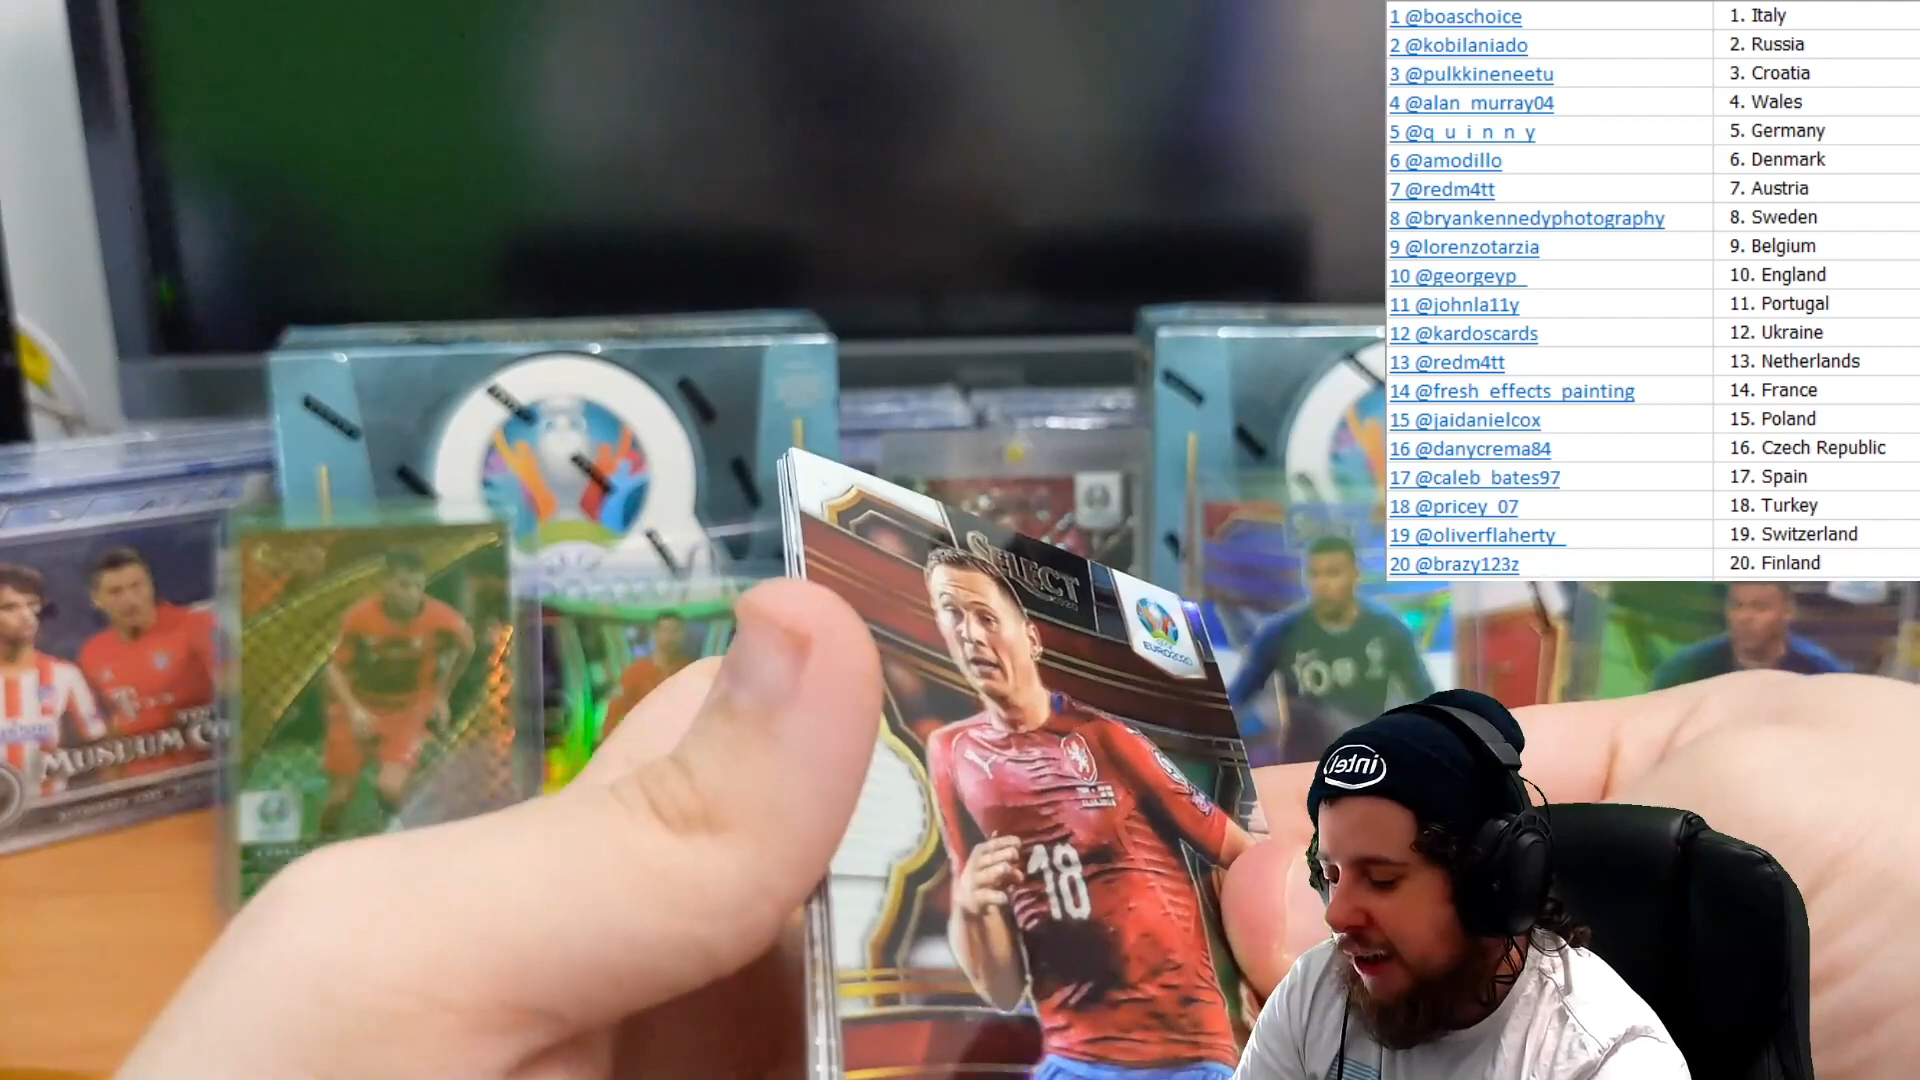 1 @boaschoice 1. Italy
2 @kobilaniado 2. Russia
3 @pulkkineneetu 3. Croatia
4 @alan_murray04 4. Wales
5 @q_u_i_n_n_y 5. Germany
6 @amodillo 6. Denmark
7 @redm4tt 7. Austria
8 @bryankennedyphotography 8. Sweden
9 @lorenzotarzia 9. Belgium
10 @georgeyp_ 10. England
11 @johnla11y 11. Portugal
12 @kardoscards 12. Ukraine
13 @redm4tt 13. Netherlands
14 @fresh_effects_painting 14. France
15 @jaidanielcox 15. Poland
16 @danycrema84 16. Czech Republic
17 @caleb_bates97 17. Spain
18 @pricey_07 18. Turkey
19 @oliverflaherty_ 19. Switzerland
20 @brazy123z 20. Finland
SELECT
2020
EURO2020
18
MUSEUM
intel